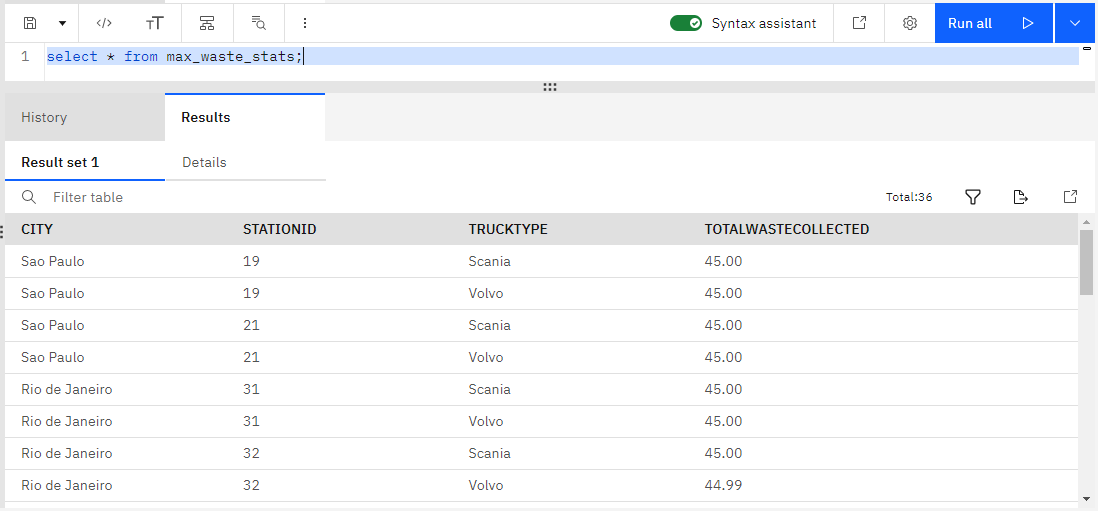 </> TT Syntax assistant Run all
1 select * from max_waste_stats;
History Results
Result set 1 Details
Filter table Total:36
CITY STATIONID TRUCKTYPE TOTALWASTECOLLECTED
Sao Paulo 19 Scania 45.00
Sao Paulo 19 Volvo 45.00
Sao Paulo 21 Scania 45.00
Sao Paulo 21 Volvo 45.00
Rio de Janeiro 31 Scania 45.00
Rio de Janeiro 31 Volvo 45.00
Rio de Janeiro 32 Scania 45.00
Rio de Janeiro 32 Volvo 44.99